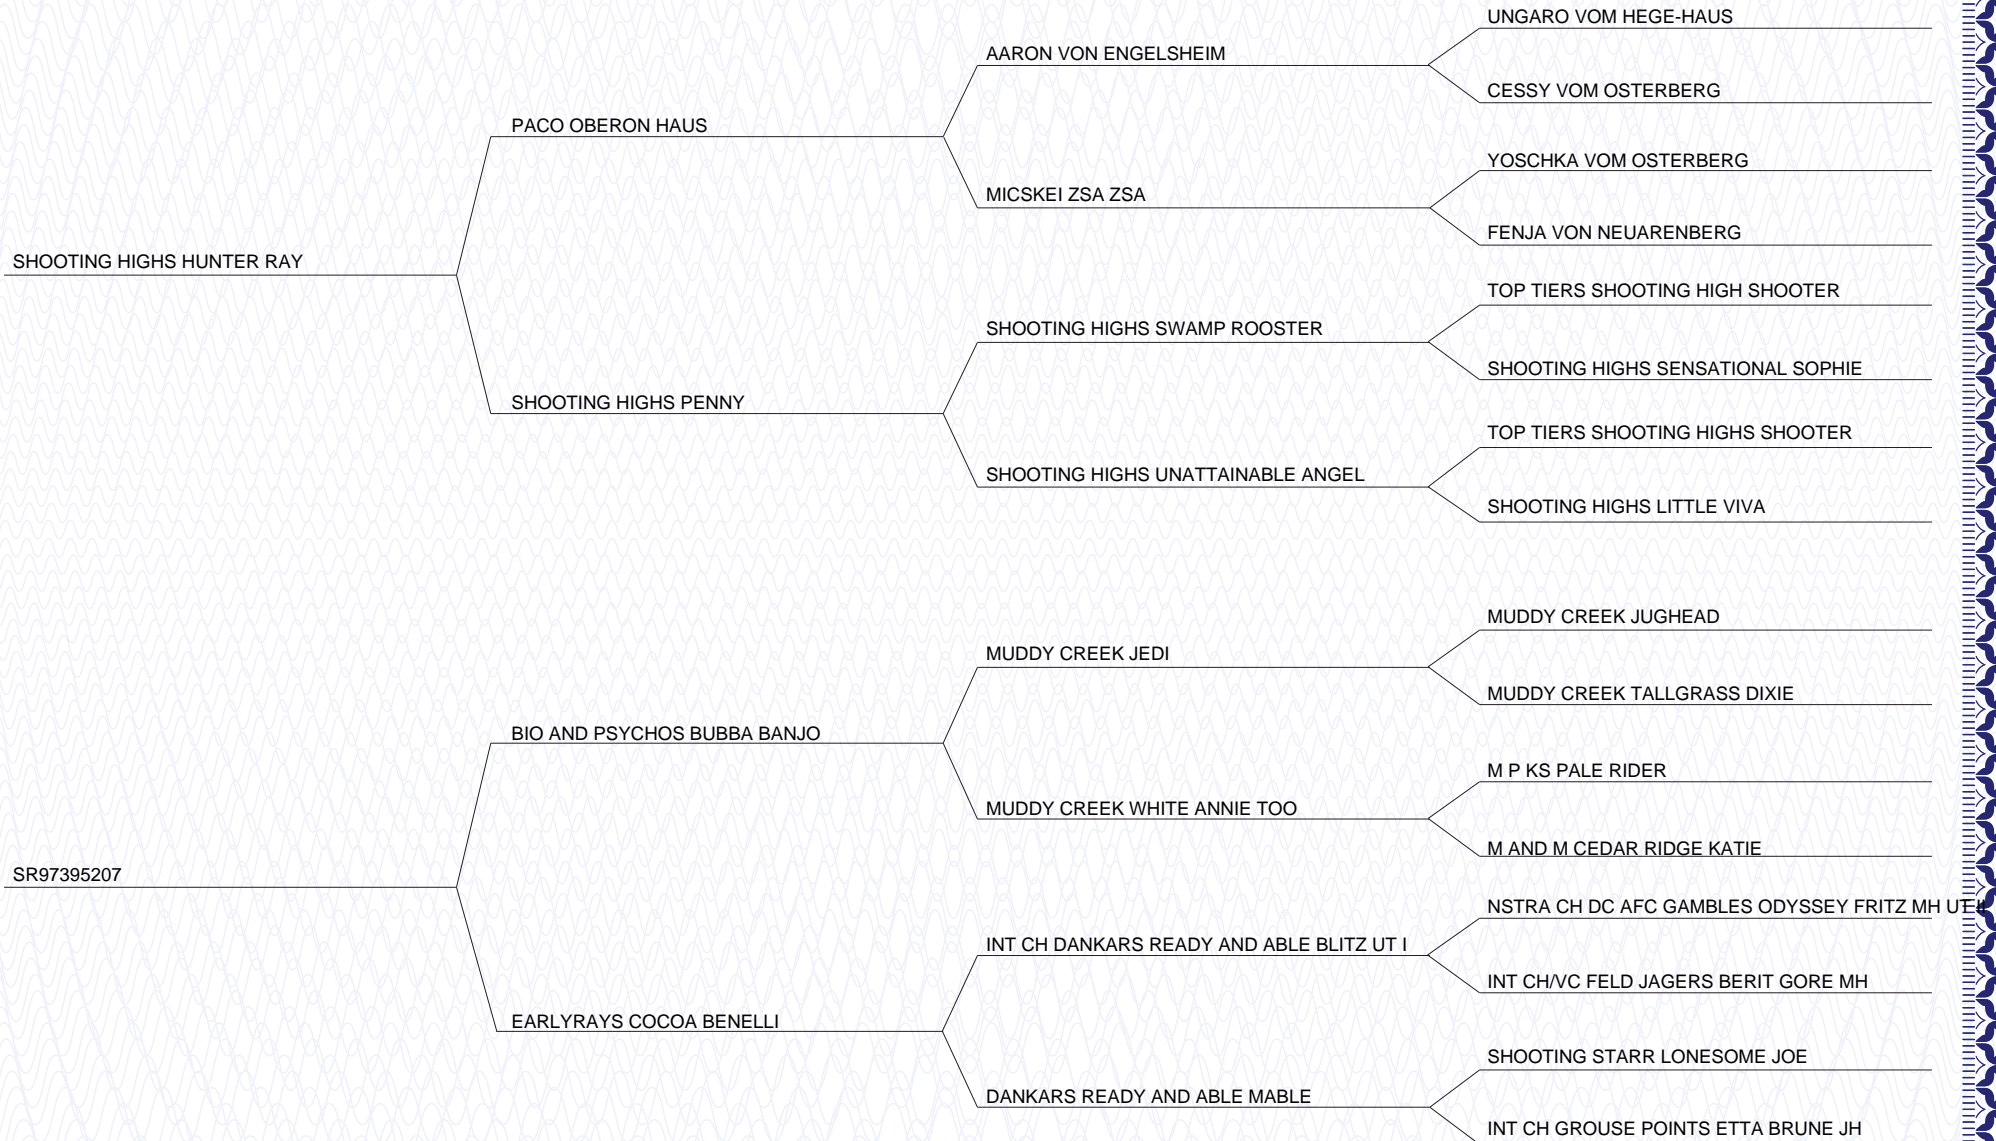 UNGARO VOM HEGE-HAUS
AARON VON ENGELSHEIM
CESSY VOM OSTERBERG
PACO OBERON HAUS
YOSCHKA VOM OSTERBERG
MICSKEI ZSA ZSA
FENJA VON NEUARENBERG
SHOOTING HIGHS HUNTER RAY
TOP TIERS SHOOTING HIGH SHOOTER
SHOOTING HIGHS SWAMP ROOSTER
SHOOTING HIGHS SENSATIONAL SOPHIE
SHOOTING HIGHS PENNY
TOP TIERS SHOOTING HIGHS SHOOTER
SHOOTING HIGHS UNATTAINABLE ANGEL
SHOOTING HIGHS LITTLE VIVA
MUDDY CREEK JUGHEAD
MUDDY CREEK JEDI
MUDDY CREEK TALLGRASS DIXIE
BIO AND PSYCHOS BUBBA BANJO
M P KS PALE RIDER
MUDDY CREEK WHITE ANNIE TOO
M AND M CEDAR RIDGE KATIE
SR97395207
NSTRA CH DC AFC GAMBLES ODYSSEY FRITZ MH UT II
INT CH DANKARS READY AND ABLE BLITZ UT I
INT CH/VC FELD JAGERS BERIT GORE MH
EARLYRAYS COCOA BENELLI
SHOOTING STARR LONESOME JOE
DANKARS READY AND ABLE MABLE
INT CH GROUSE POINTS ETTA BRUNE JH